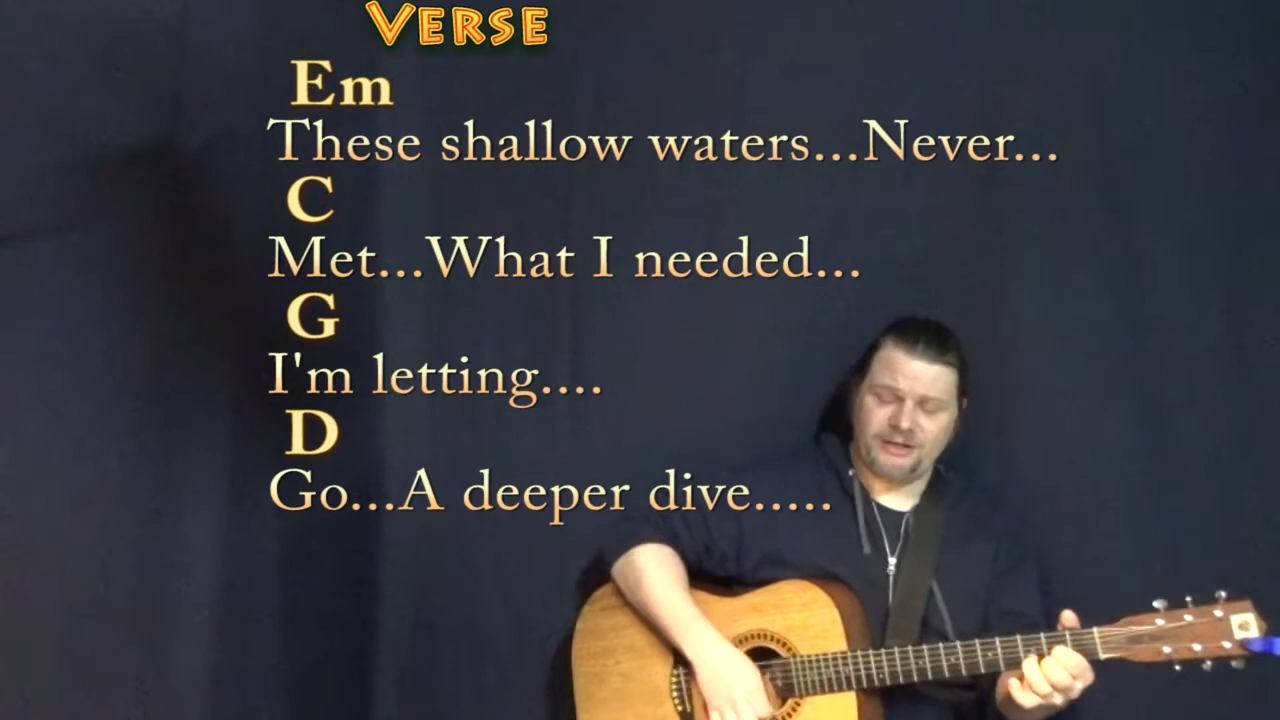 VERSE
Em
These shallow waters...Never...
C
Met...What I needed...
G
I'm letting....
D
Go...A deeper dive.....